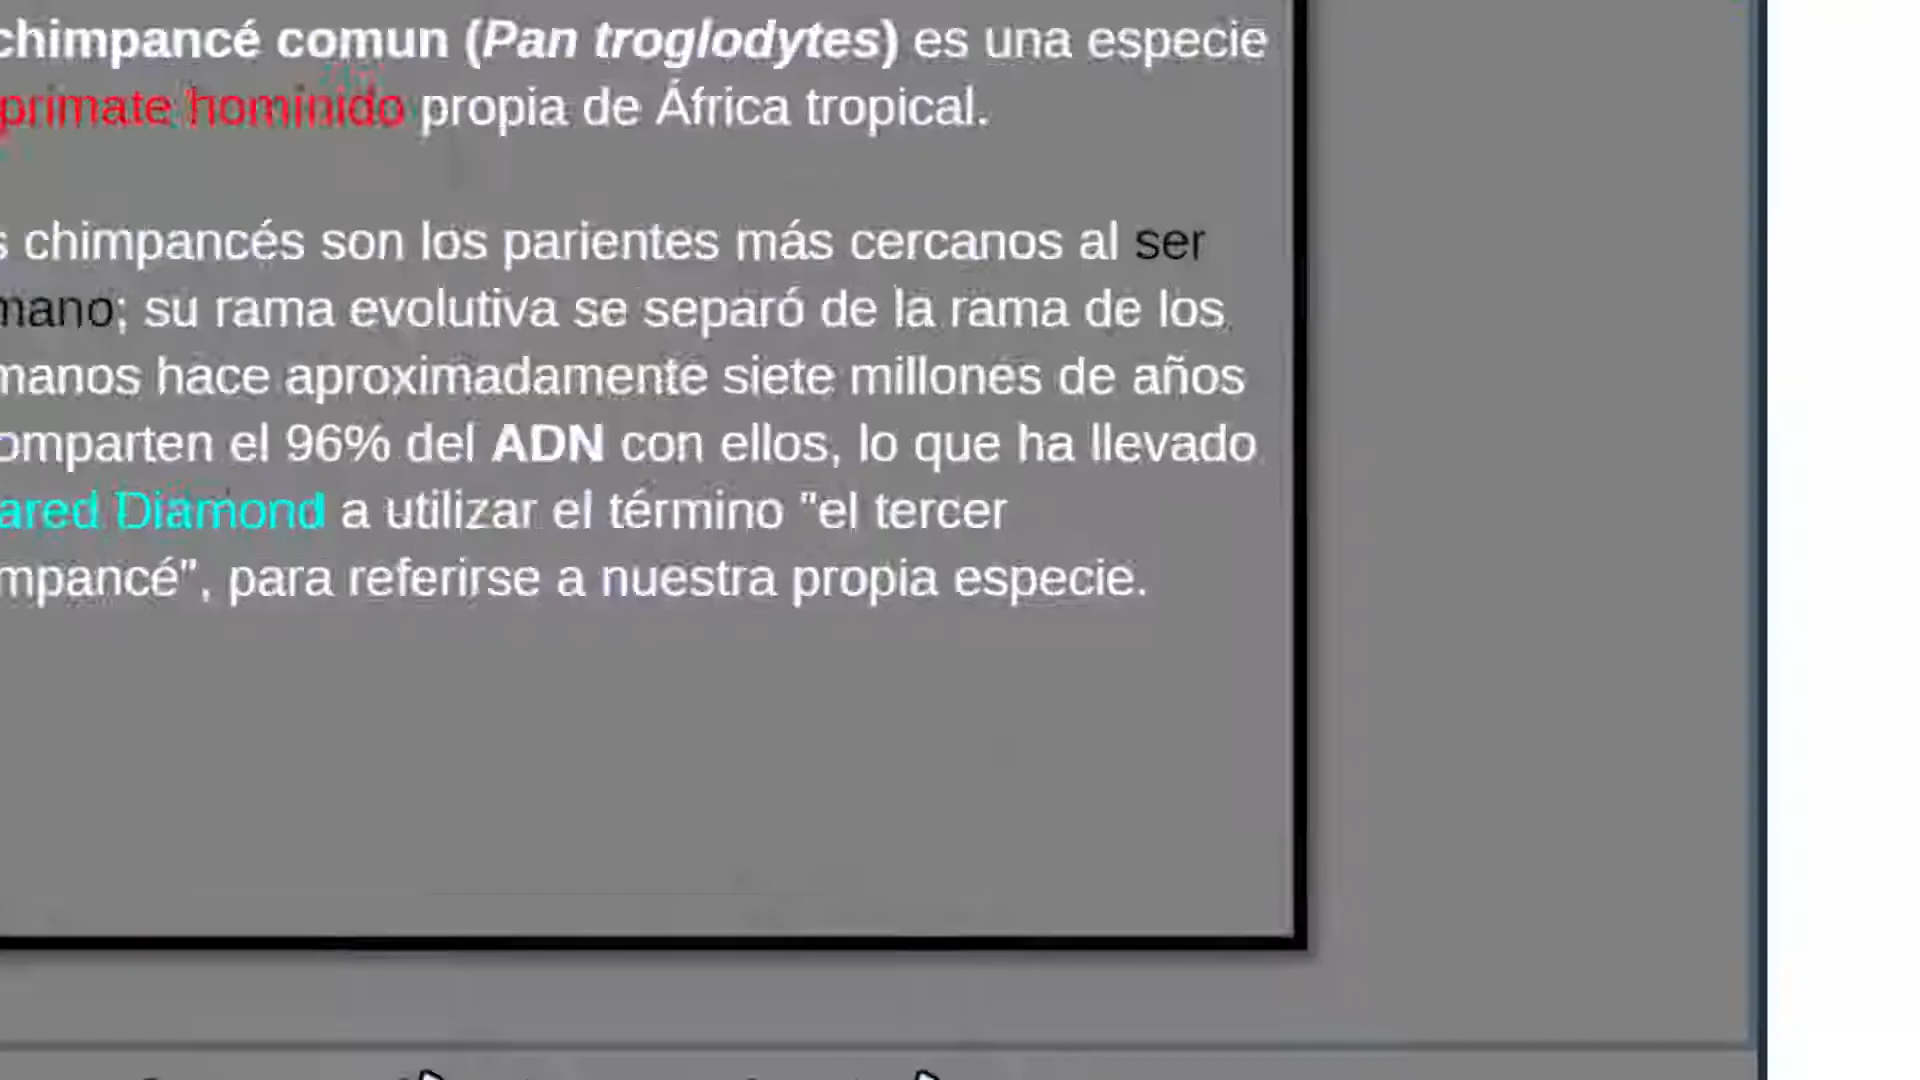 chimpancé comun (Pan troglodytes) es una especie
primate hominido propia de África tropical.
s chimpancés son los parientes más cercanos al ser
mano; su rama evolutiva se separó de la rama de los
manos hace aproximadamente siete millones de años
omparten el 96% del ADN con ellos, lo que ha llevado
ared Diamond a utilizar el término "el tercer
mpancé", para referirse a nuestra propia especie.